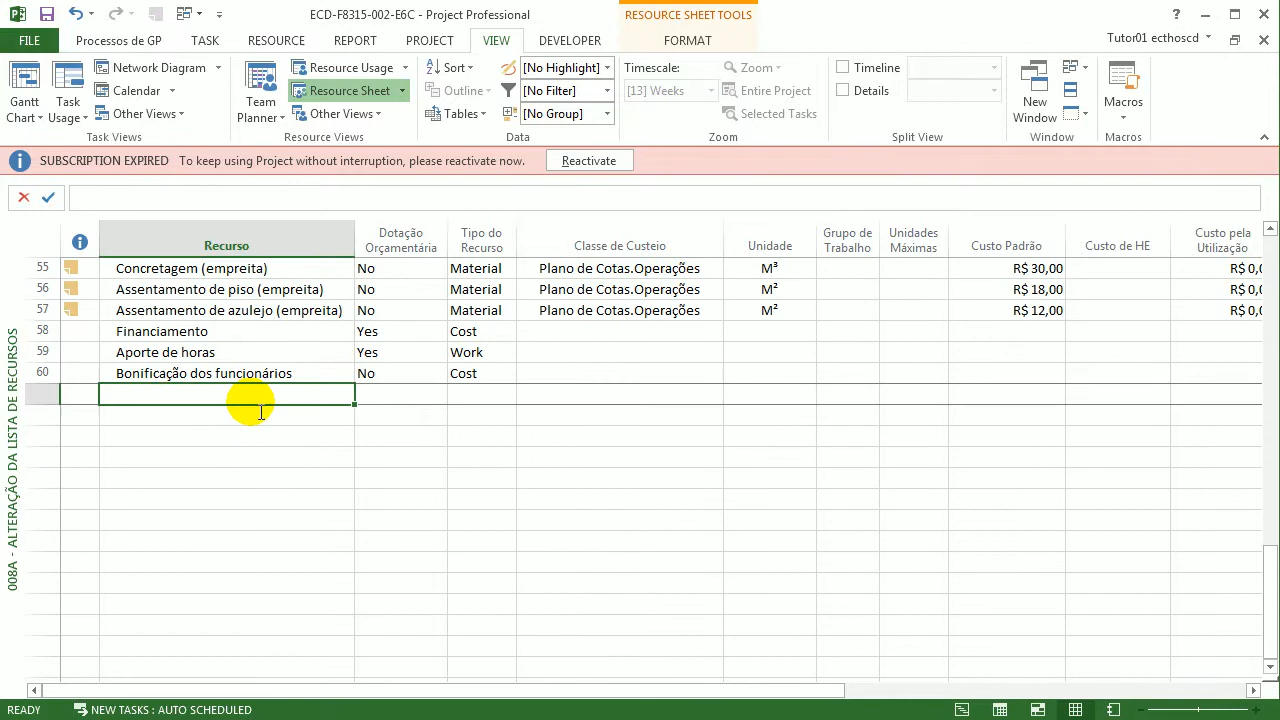 ECD-F8315-002-E6C - Project Professional
RESOURCE SHEET TOOLS
FILE Processos de GP TASK RESOURCE REPORT PROJECT VIEW DEVELOPER FORMAT
Tutor01 ecthoscd
Gantt Chart
Task Usage
Network Diagram
Calendar
Other Views
Task Views
Team Planner
Resource Usage
Resource Sheet
Other Views
Resource Views
Sort
Outline
Tables
[No Highlight]
[No Filter]
[No Group]
Data
Timescale:
[13] Weeks
Zoom
Entire Project
Selected Tasks
Zoom
Timeline
Details
Split View
New Window
Window
Macros
Macros
SUBSCRIPTION EXPIRED To keep using Project without interruption, please reactivate now. Reactivate
Recurso
Dotação Orçamentária
Tipo do Recurso
Classe de Custeio
Unidade
Grupo de Trabalho
Unidades Máximas
Custo Padrão
Custo de HE
Custo pela Utilização
55 Concretagem (empreita) No Material Plano de Cotas.Operações M³ R$ 30,00 R$ 0,0
56 Assentamento de piso (empreita) No Material Plano de Cotas.Operações M² R$ 18,00 R$ 0,0
57 Assentamento de azulejo (empreita) No Material Plano de Cotas.Operações M² R$ 12,00 R$ 0,0
58 Financiamento Yes Cost
59 Aporte de horas Yes Work
60 Bonificação dos funcionários No Cost
008A - ALTERAÇÃO DA LISTA DE RECURSOS
READY NEW TASKS : AUTO SCHEDULED